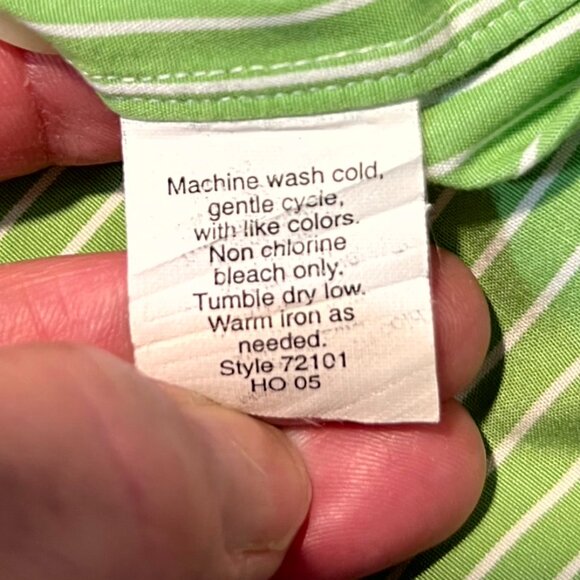 Machine wash cold,
gentle cycle,
with like colors.
Non chlorine
bleach only.
Tumble dry low.
Warm iron as
needed.
Style 72101
HO 05